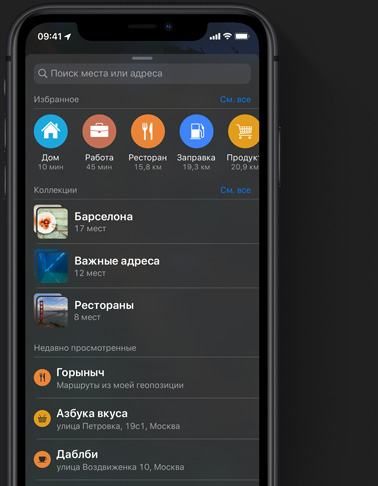 09:41
Поиск места или адреса
Избранное См. все
Дом Работа Ресторан Заправка Продукт
10 мин 45 мин 15,8 км 19,3 км 20,9 км
Коллекции См. все
Барселона
17 мест
Важные адреса
12 мест
Рестораны
8 мест
Недавно просмотренные
Горыныч
Маршруты из моей геопозиции
Азбука вкуса
улица Петровка, 19с1, Москва
Даблби
улица Воздвиженка 10, Москва